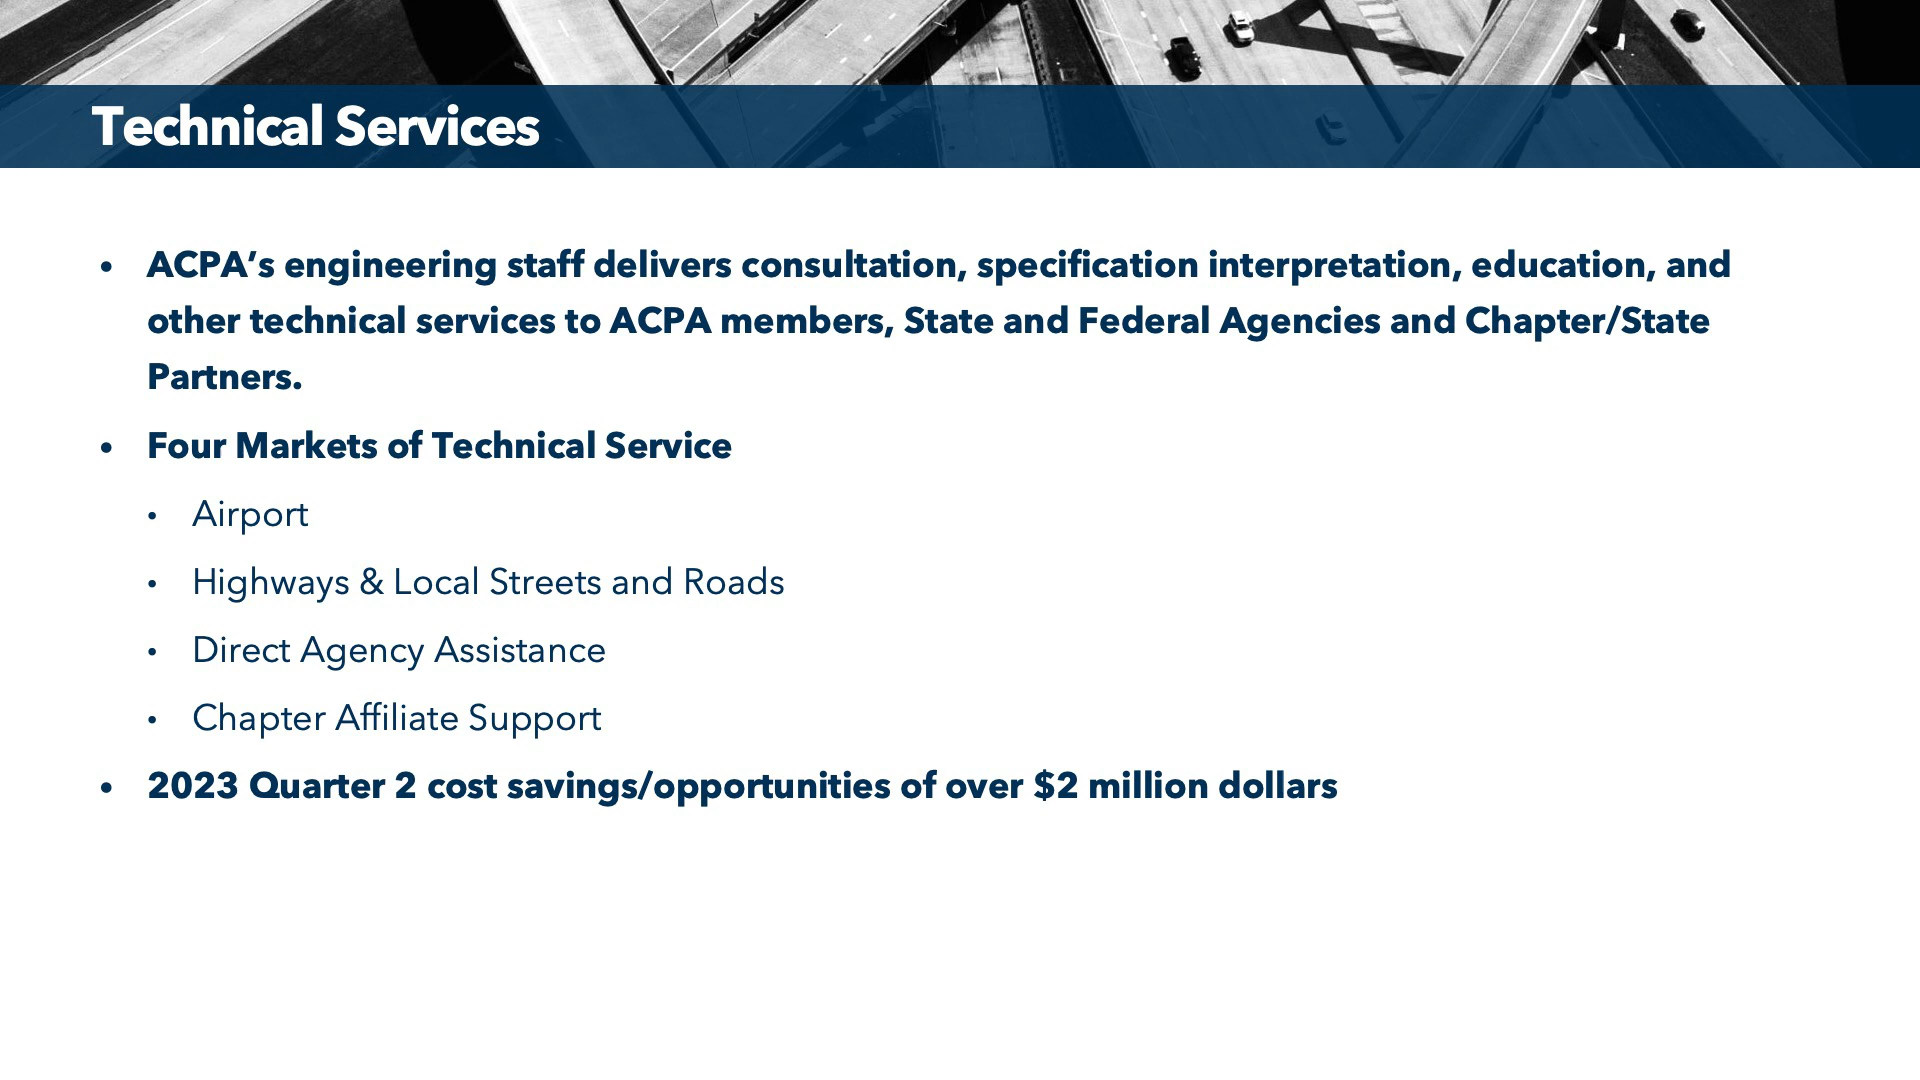 Technical Services
• ACPA’s engineering staff delivers consultation, specification interpretation, education, and
other technical services to ACPA members, State and Federal Agencies and Chapter/State
Partners.
• Four Markets of Technical Service
• Airport
• Highways & Local Streets and Roads
• Direct Agency Assistance
• Chapter Affiliate Support
• 2023 Quarter 2 cost savings/opportunities of over $2 million dollars